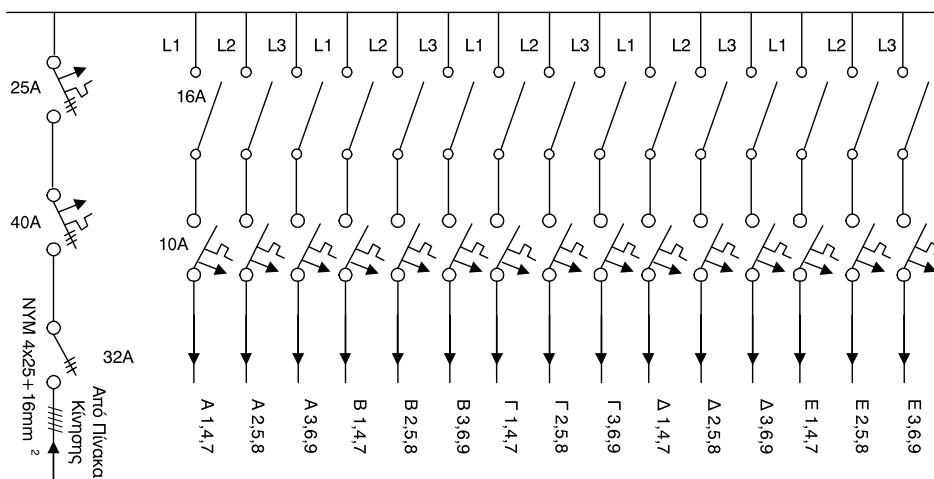 L1 L2 L3 L1 L2 L3 L1 L2 L3 L1 L2 L3 L1 L2 L3
25A
16A
40A
10A
32A
NYM 4x25+16mm²
Από Πίνακα
Κίνησης
Α 1,4,7
Α 2,5,8
Α 3,6,9
Β 1,4,7
Β 2,5,8
Β 3,6,9
Γ 1,4,7
Γ 2,5,8
Γ 3,6,9
Δ 1,4,7
Δ 2,5,8
Δ 3,6,9
Ε 1,4,7
Ε 2,5,8
Ε 3,6,9